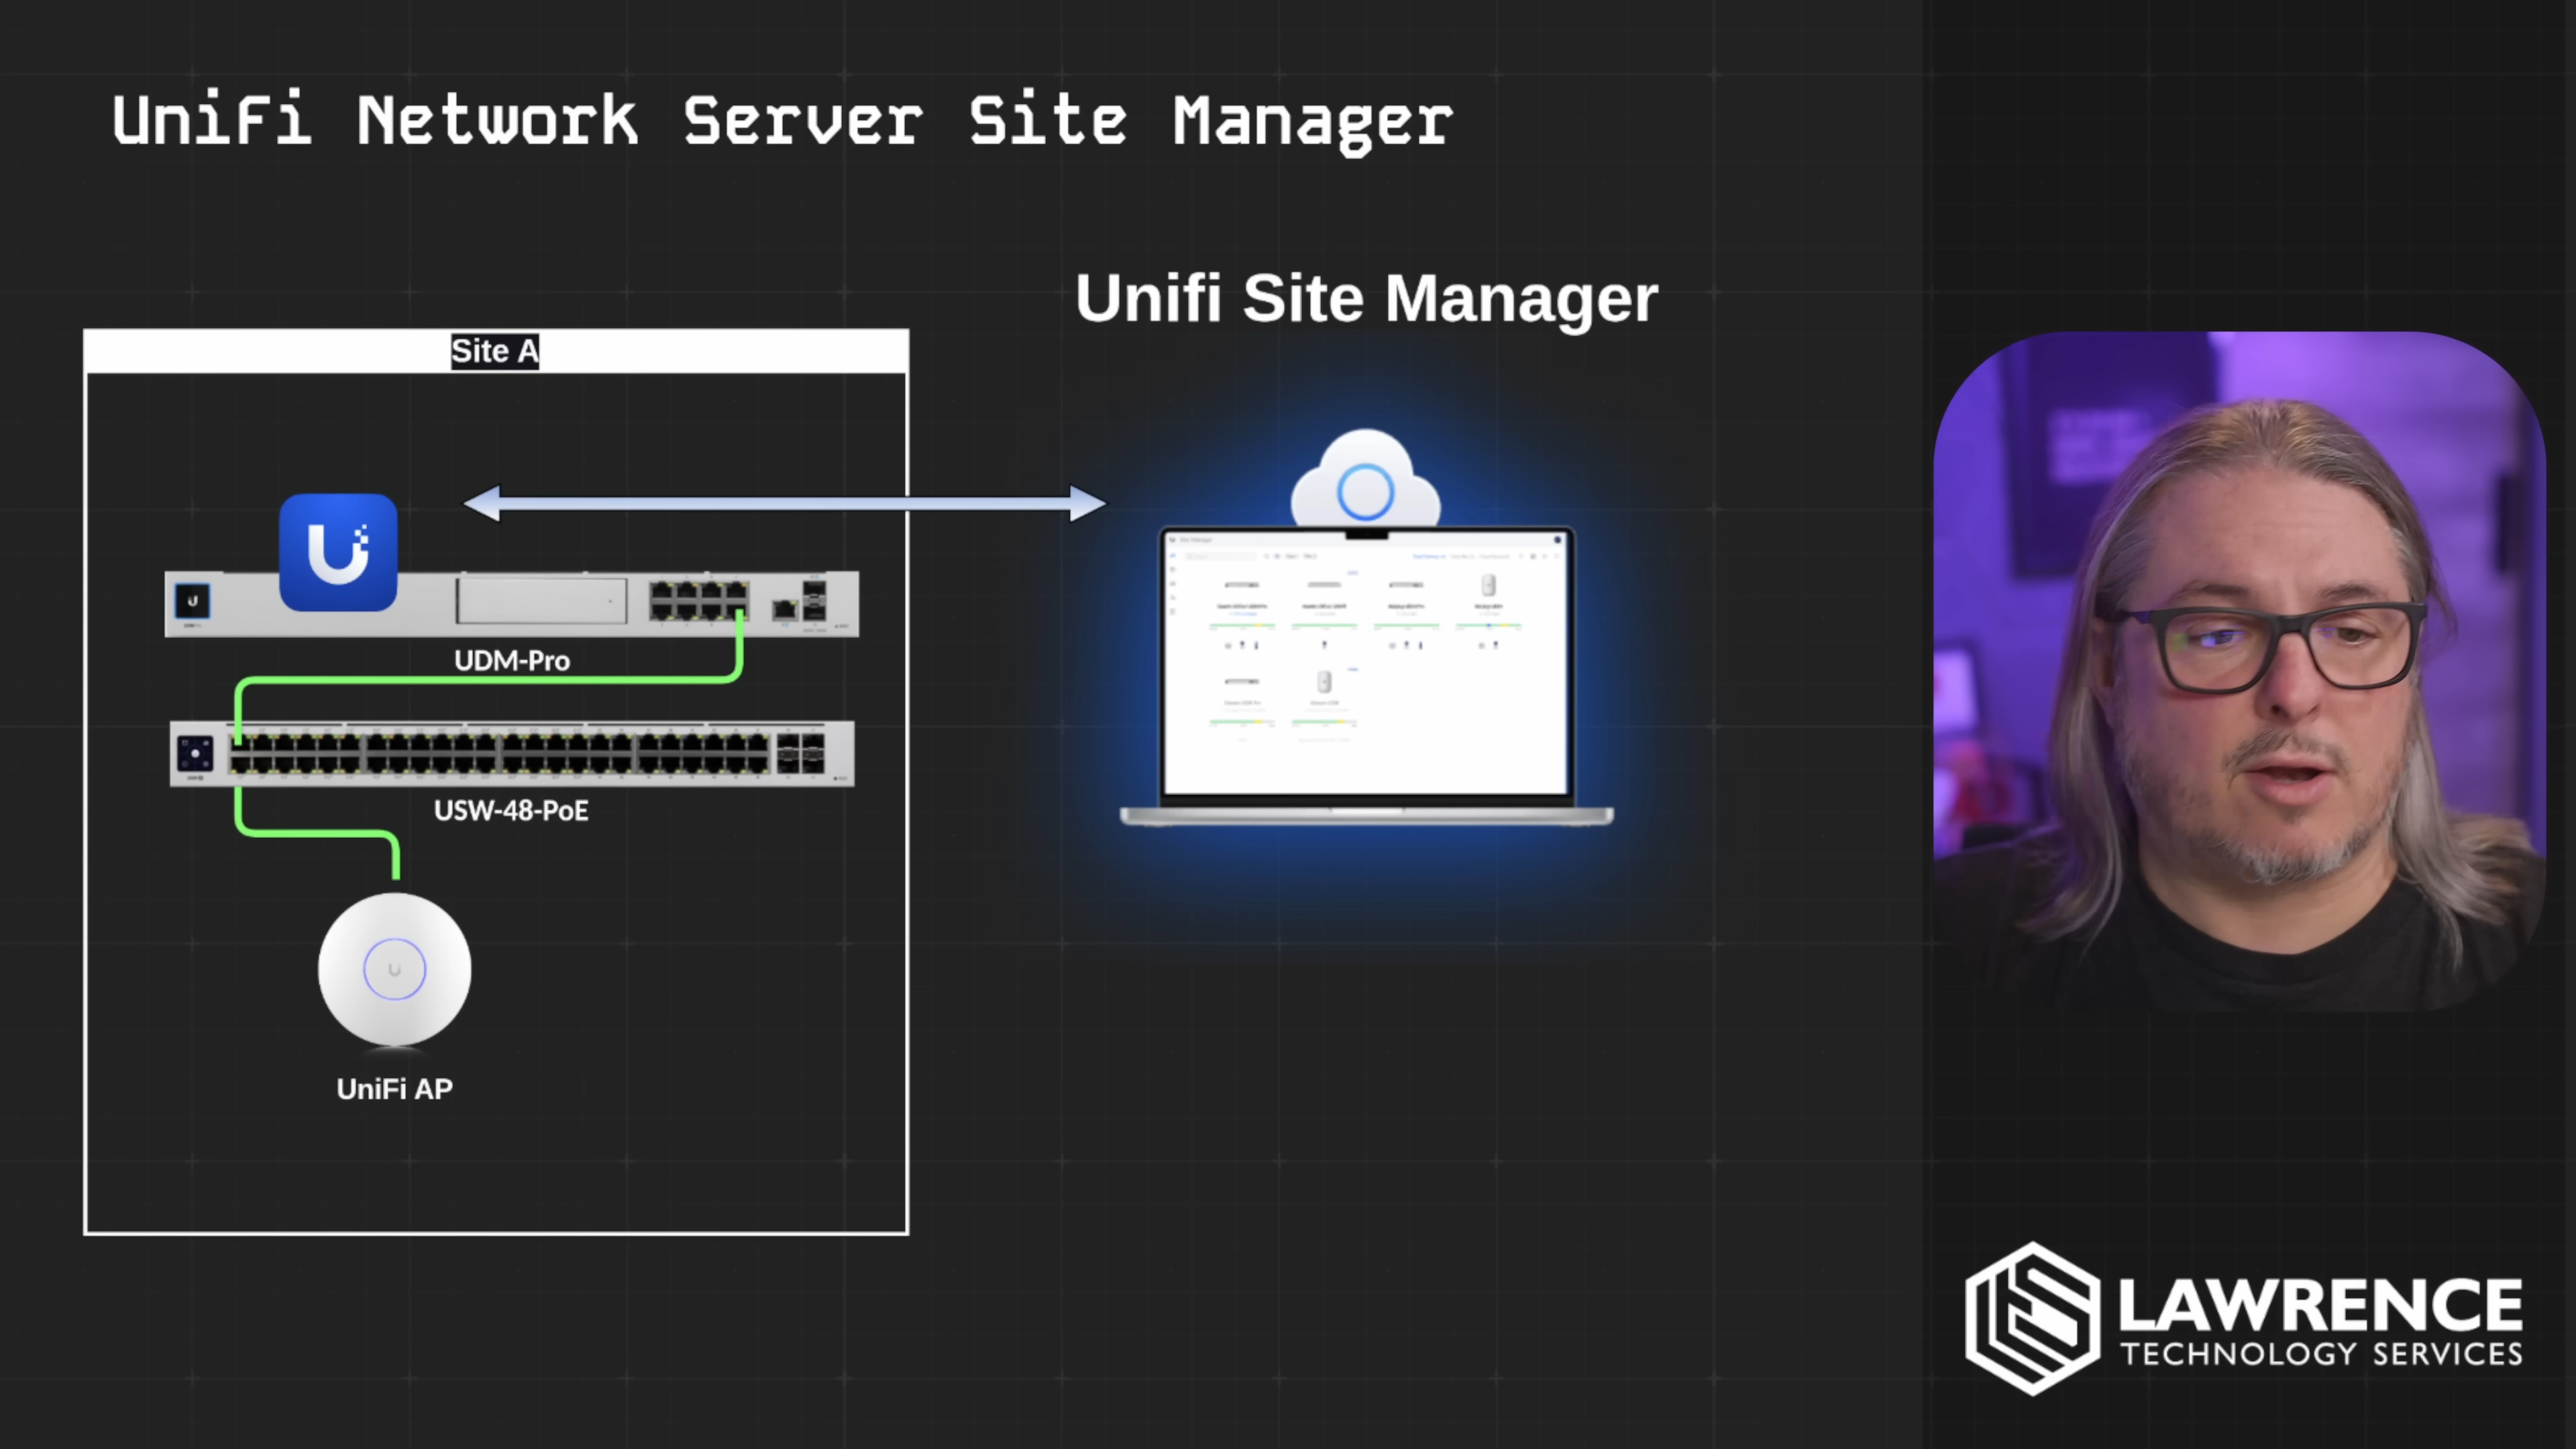 UniFi Network Server Site Manager
Unifi Site Manager
Site A
UDM-Pro
USW-48-PoE
UniFi AP
LAWRENCE
TECHNOLOGY SERVICES